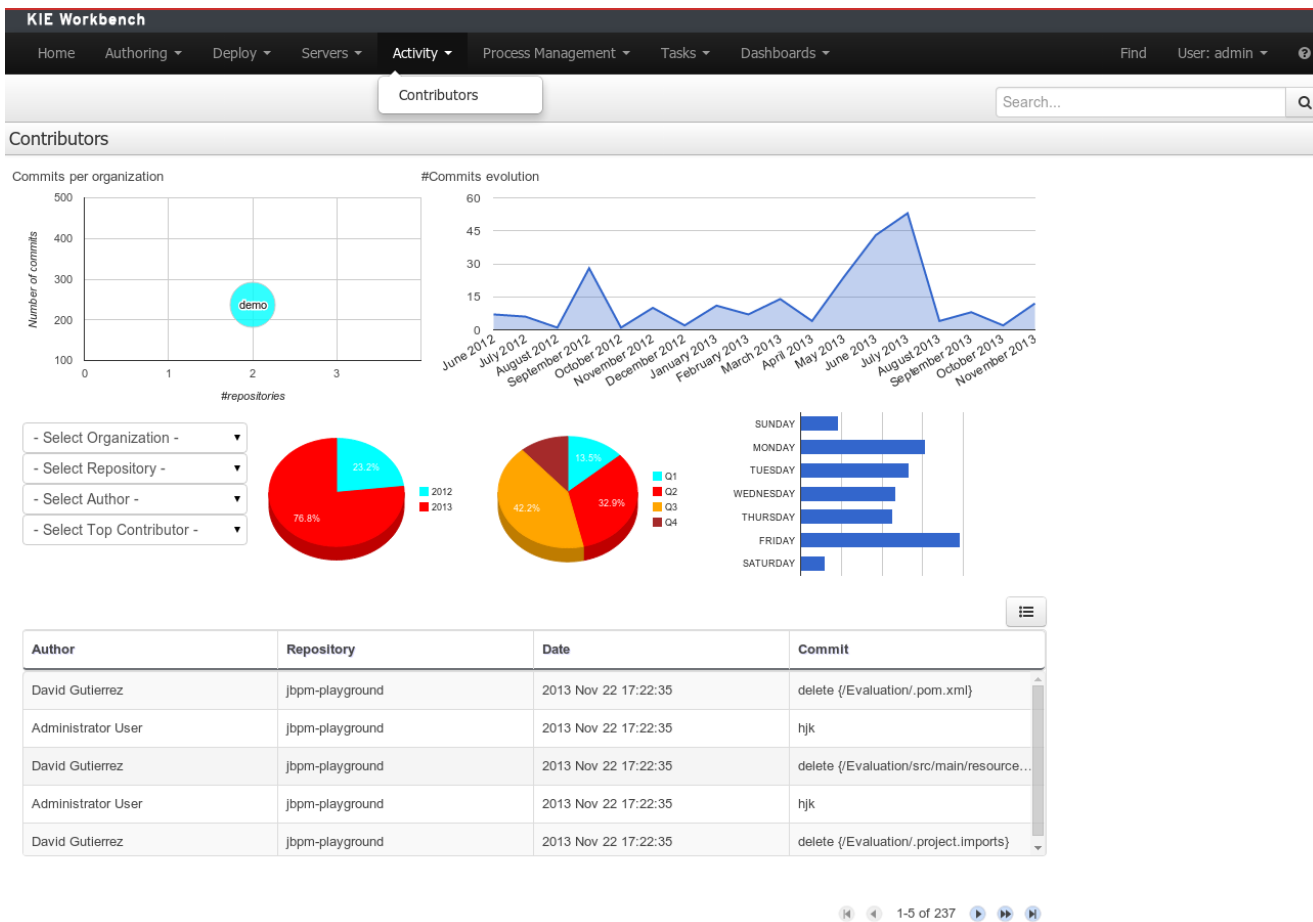 KIE Workbench
Home Authoring Deploy Servers Activity Process Management Tasks Dashboards Find User: admin
Contributors
Search...
Contributors
Commits per organization
500
400
300
200
100
Number of commits
demo
0 1 2 3
#repositories
#Commits evolution
60
45
30
15
0
June 2012 July 2012 August 2012 September 2012 October 2012 November 2012 December 2012 January 2013 February 2013 March 2013 April 2013 May 2013 June 2013 July 2013 August 2013 September 2013 October 2013 November 2013
- Select Organization -
- Select Repository -
- Select Author -
- Select Top Contributor -
23.2%
76.8%
2012
2013
13.5%
32.9%
42.2%
Q1
Q2
Q3
Q4
SUNDAY
MONDAY
TUESDAY
WEDNESDAY
THURSDAY
FRIDAY
SATURDAY
Author Repository Date Commit
David Gutierrez jbpm-playground 2013 Nov 22 17:22:35 delete {/Evaluation/.pom.xml}
Administrator User jbpm-playground 2013 Nov 22 17:22:35 hjk
David Gutierrez jbpm-playground 2013 Nov 22 17:22:35 delete {/Evaluation/src/main/resource...
Administrator User jbpm-playground 2013 Nov 22 17:22:35 hjk
David Gutierrez jbpm-playground 2013 Nov 22 17:22:35 delete {/Evaluation/.project.imports}
1-5 of 237